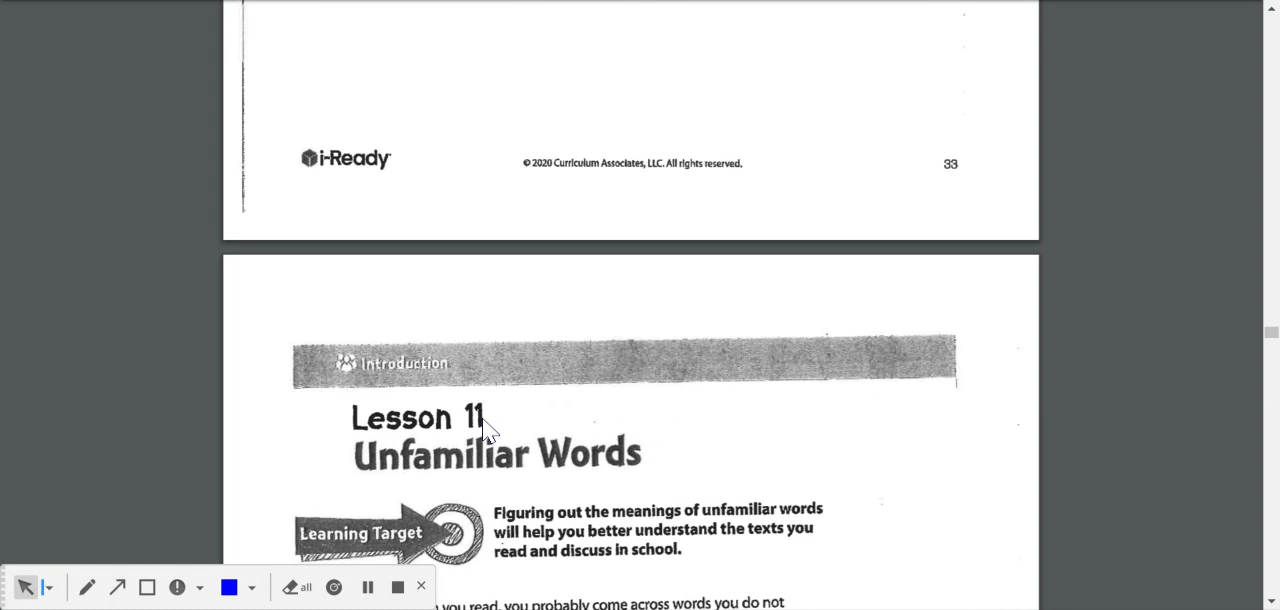 i-Ready
© 2020 Curriculum Associates, LLC. All rights reserved.
33
Introduction
Lesson 11
Unfamiliar Words
Learning Target
Figuring out the meanings of unfamiliar words
will help you better understand the texts you
read and discuss in school.
you read, you probably come across words you do not
all